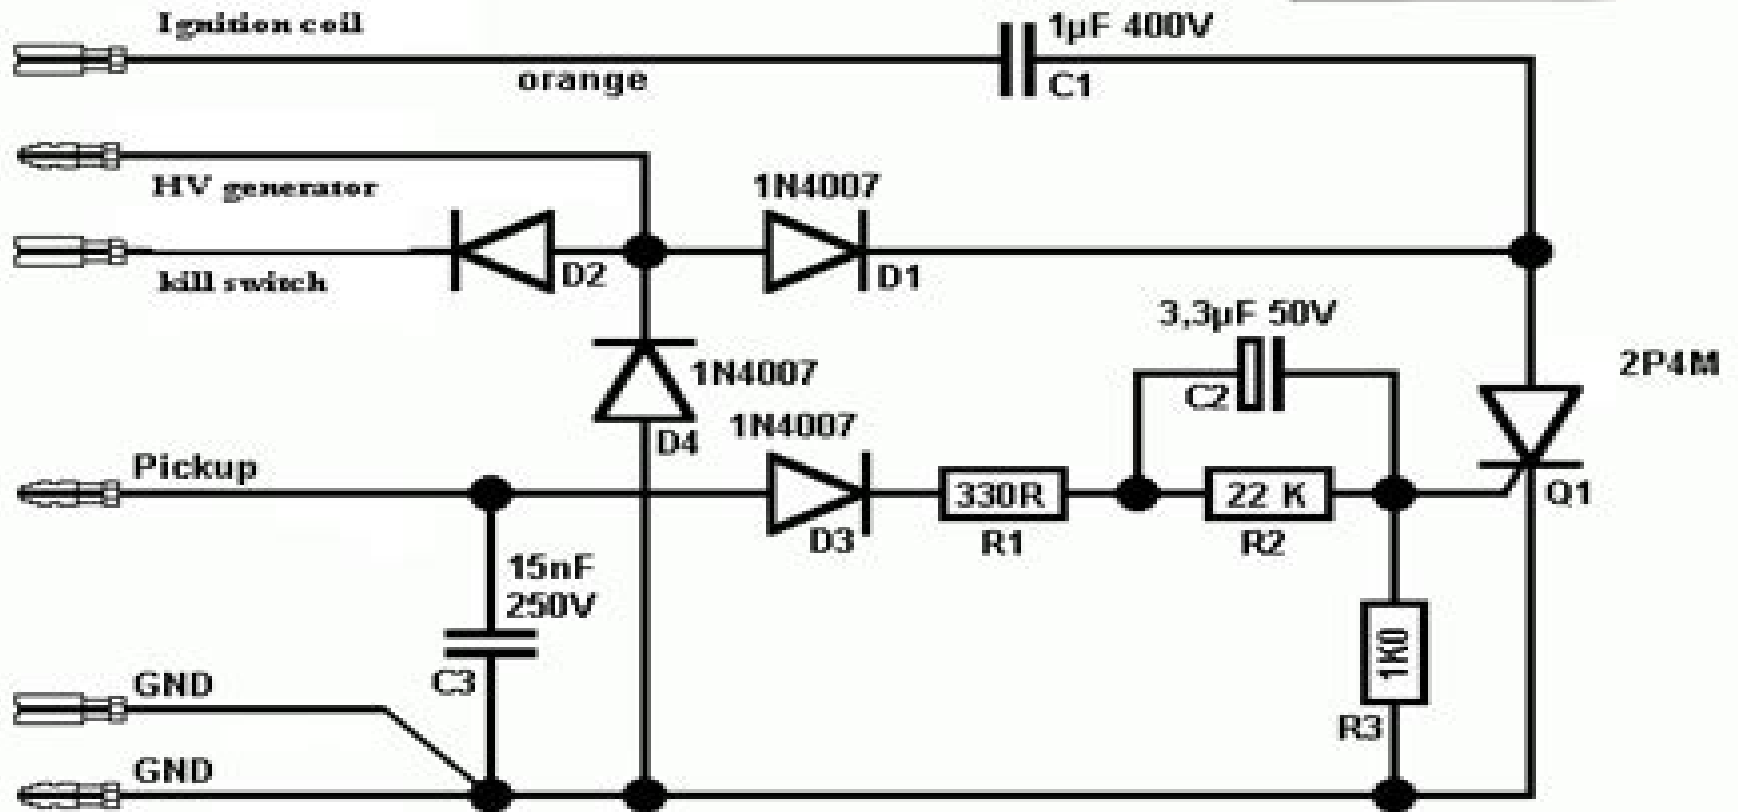 Ignition coil
1µF 400V
orange
C1
HV generator
1N4007
kill switch
D2
D1
3,3µF 50V
1N4007
C2
2P4M
1N4007
D4
Pickup
330R
22 K
Q1
D3
R1
R2
15nF
250V
1K0
GND
C3
R3
GND